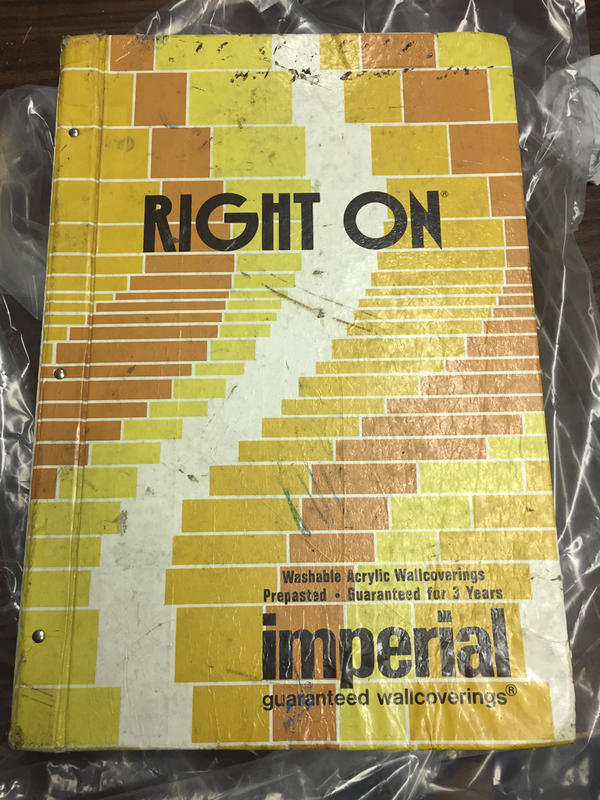 RIGHT ON®
Washable Acrylic Wallcoverings
Prepasted • Guaranteed for 3 Years
imperial
guaranteed wallcoverings®